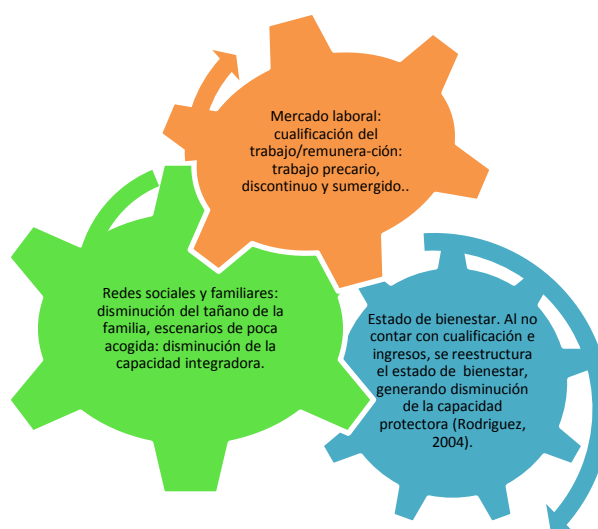 Mercado laboral:
cualificación del
trabajo/remunera-ción:
trabajo precario,
discontinuo y sumergido..
Redes sociales y familiares:
disminución del tañano de la
familia, escenarios de poca
acogida: disminución de la
capacidad integradora.
Estado de bienestar. Al no
contar con cualificación e
ingresos, se reestructura
el estado de bienestar,
generando disminución
de la capacidad
protectora (Rodriguez,
2004).